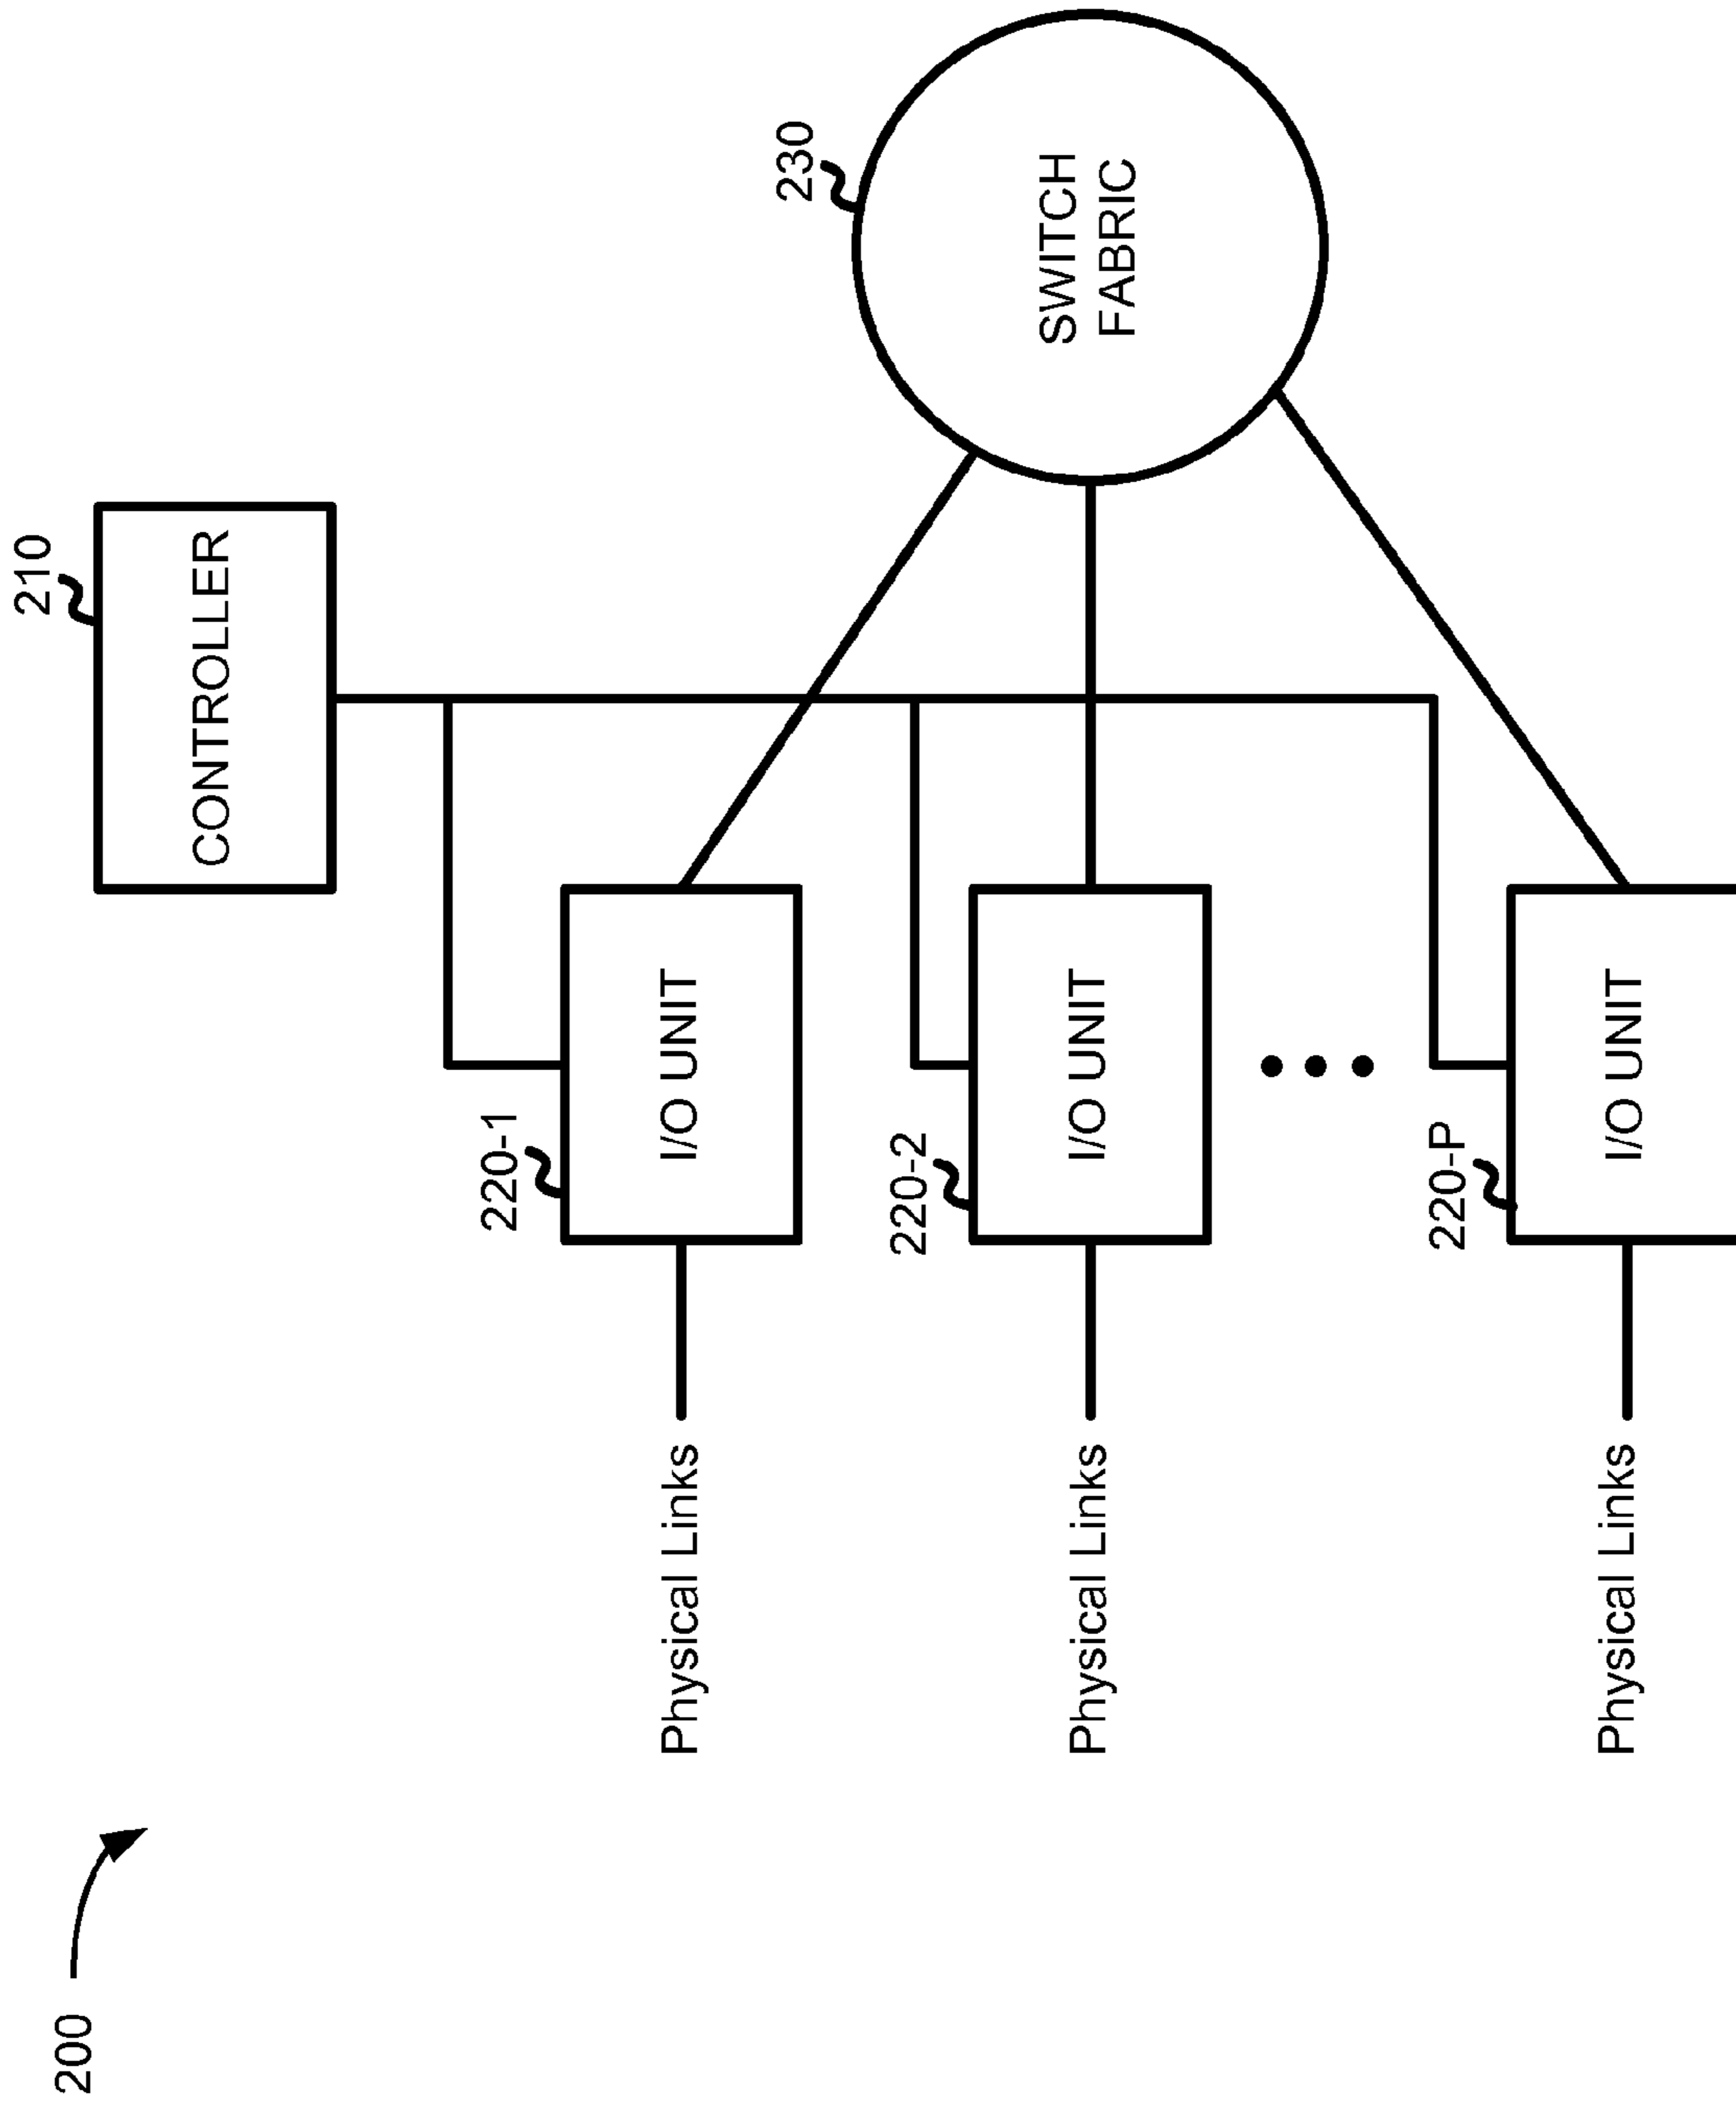 200
210
CONTROLLER
230
SWITCH
FABRIC
220-1
I/O UNIT
Physical Links
220-2
I/O UNIT
Physical Links
220-P
I/O UNIT
Physical Links